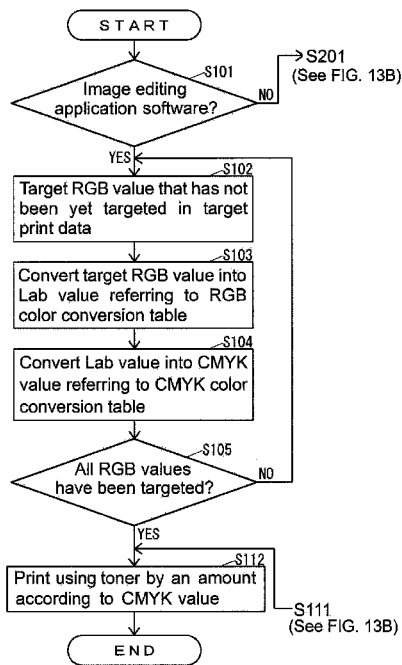 START
S101
Image editing
application software?
NO
S201
(See FIG. 13B)
YES
S102
Target RGB value that has not
been yet targeted in target
print data
S103
Convert target RGB value into
Lab value referring to RGB
color conversion table
S104
Convert Lab value into CMYK
value referring to CMYK color
conversion table
S105
All RGB values
have been targeted?
NO
YES
S112
Print using toner by an amount
according to CMYK value
S111
(See FIG. 13B)
END